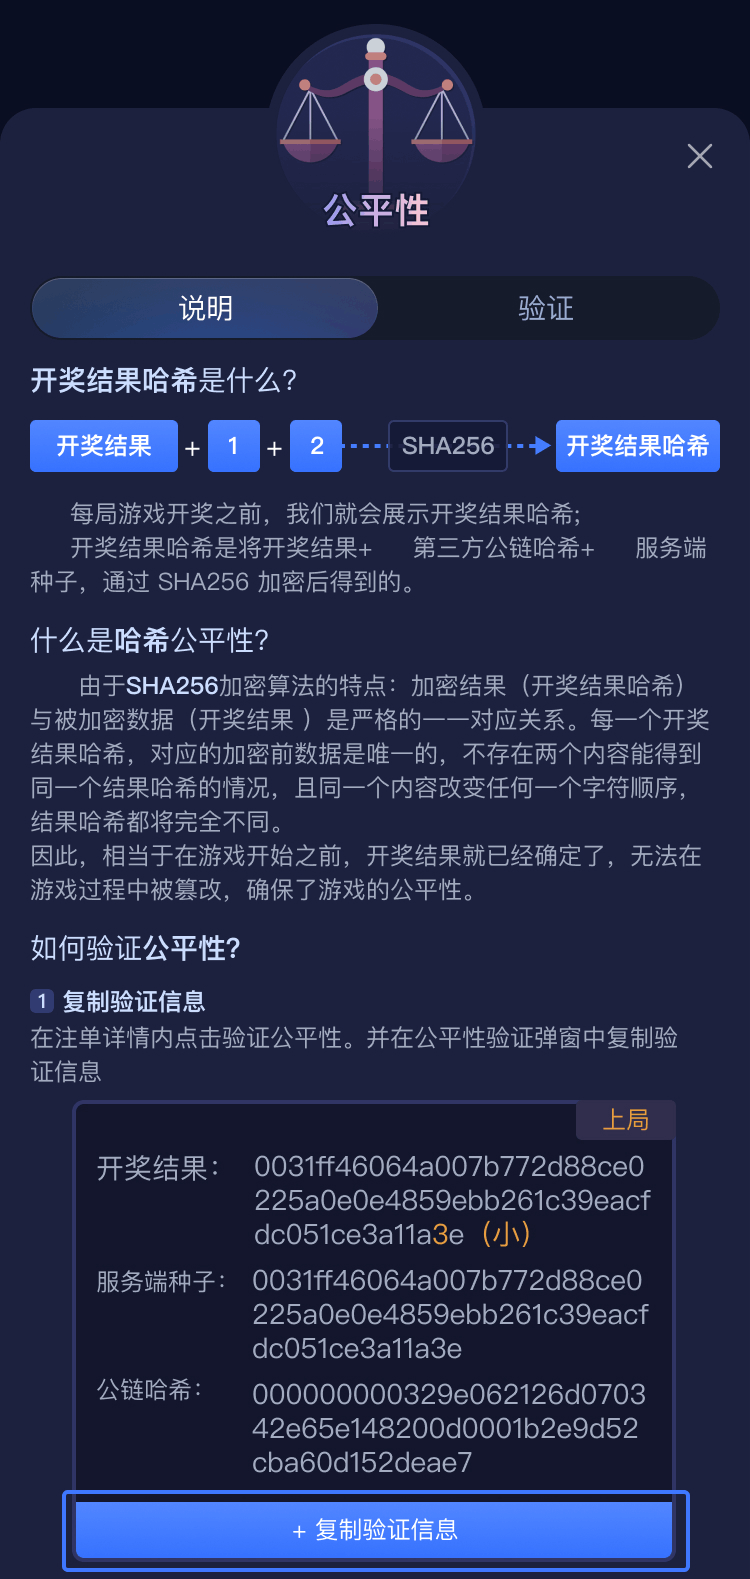 公平性
说明
验证
开奖结果哈希是什么?
开奖结果 + 1 + 2 SHA256 开奖结果哈希
每局游戏开奖之前，我们就会展示开奖结果哈希;
开奖结果哈希是将开奖结果+ 第三方公链哈希+ 服务端
种子，通过 SHA256 加密后得到的。
什么是哈希公平性?
由于SHA256加密算法的特点：加密结果（开奖结果哈希）
与被加密数据（开奖结果 ）是严格的一一对应关系。每一个开奖
结果哈希，对应的加密前数据是唯一的，不存在两个内容能得到
同一个结果哈希的情况，且同一个内容改变任何一个字符顺序，
结果哈希都将完全不同。
因此，相当于在游戏开始之前，开奖结果就已经确定了，无法在
游戏过程中被篡改，确保了游戏的公平性。
如何验证公平性?
1 复制验证信息
在注单详情内点击验证公平性。并在公平性验证弹窗中复制验
证信息
上局
开奖结果： 0031ff46064a007b772d88ce0
225a0e0e4859ebb261c39eacf
dc051ce3a11a3e（小）
服务端种子： 0031ff46064a007b772d88ce0
225a0e0e4859ebb261c39eacf
dc051ce3a11a3e
公链哈希： 000000000329e062126d0703
42e65e148200d0001b2e9d52
cba60d152deae7
+ 复制验证信息